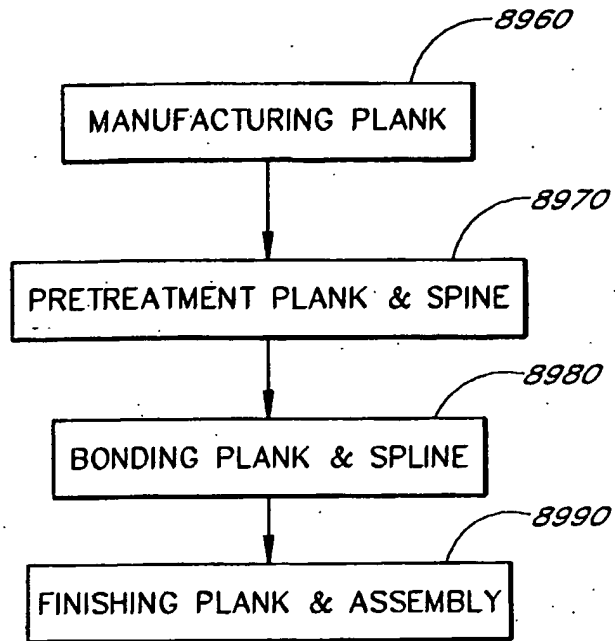 8960
MANUFACTURING PLANK
8970
PRETREATMENT PLANK & SPINE
8980
BONDING PLANK & SPLINE
8990
FINISHING PLANK & ASSEMBLY